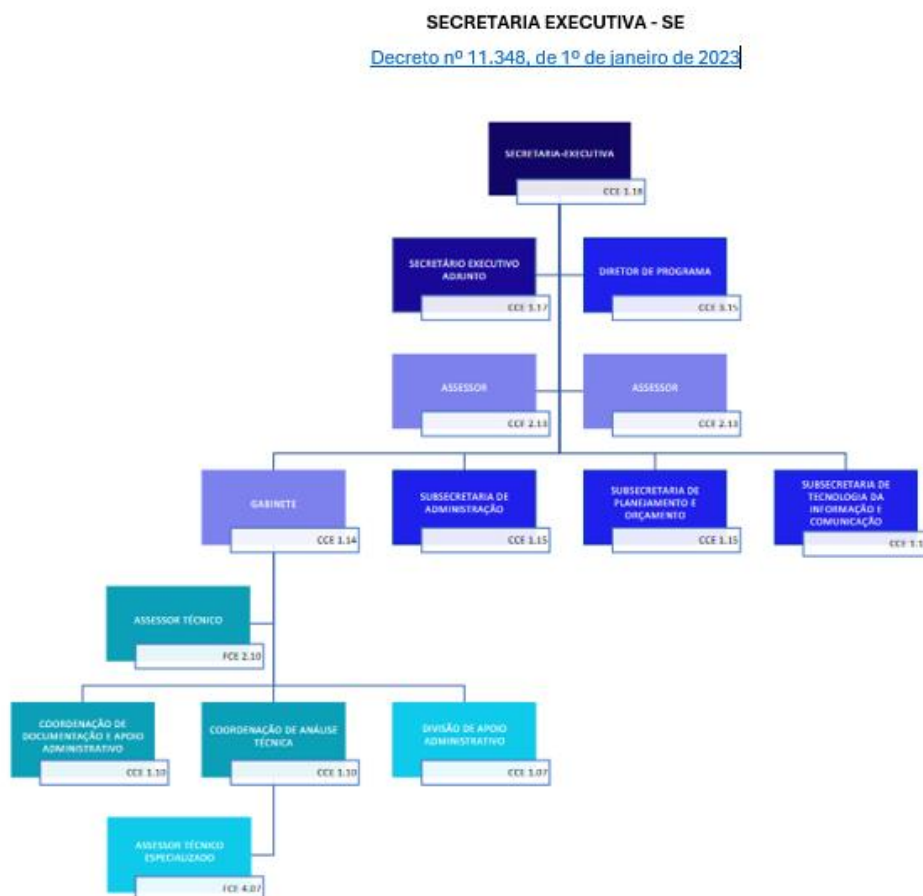 SECRETARIA EXECUTIVA - SE
Decreto nº 11.348, de 1º de janeiro de 2023
SECRETARIA-EXECUTIVA
CCE 1.18
SECRETÁRIO EXECUTIVO
ADJUNTO
CCE 1.17
DIRETOR DE PROGRAMA
CCE 3.15
ASSESSOR
CCE 2.13
ASSESSOR
CCE 2.13
GABINETE
CCE 1.14
SUBSECRETARIA DE
ADMINISTRAÇÃO
CCE 1.15
SUBSECRETARIA DE
PLANEJAMENTO E
ORÇAMENTO
CCE 1.15
SUBSECRETARIA DE
TECNOLOGIA DA
INFORMAÇÃO E
COMUNICAÇÃO
CCE
ASSESSOR TÉCNICO
FCE 2.10
COORDENAÇÃO DE
DOCUMENTAÇÃO E APOIO
ADMINISTRATIVO
CCE 1.10
COORDENAÇÃO DE ANÁLISE
TÉCNICA
CCE 1.10
DIVISÃO DE APOIO
ADMINISTRATIVO
CCE 1.07
ASSESSOR TÉCNICO
ESPECIALIZADO
FCE 4.07